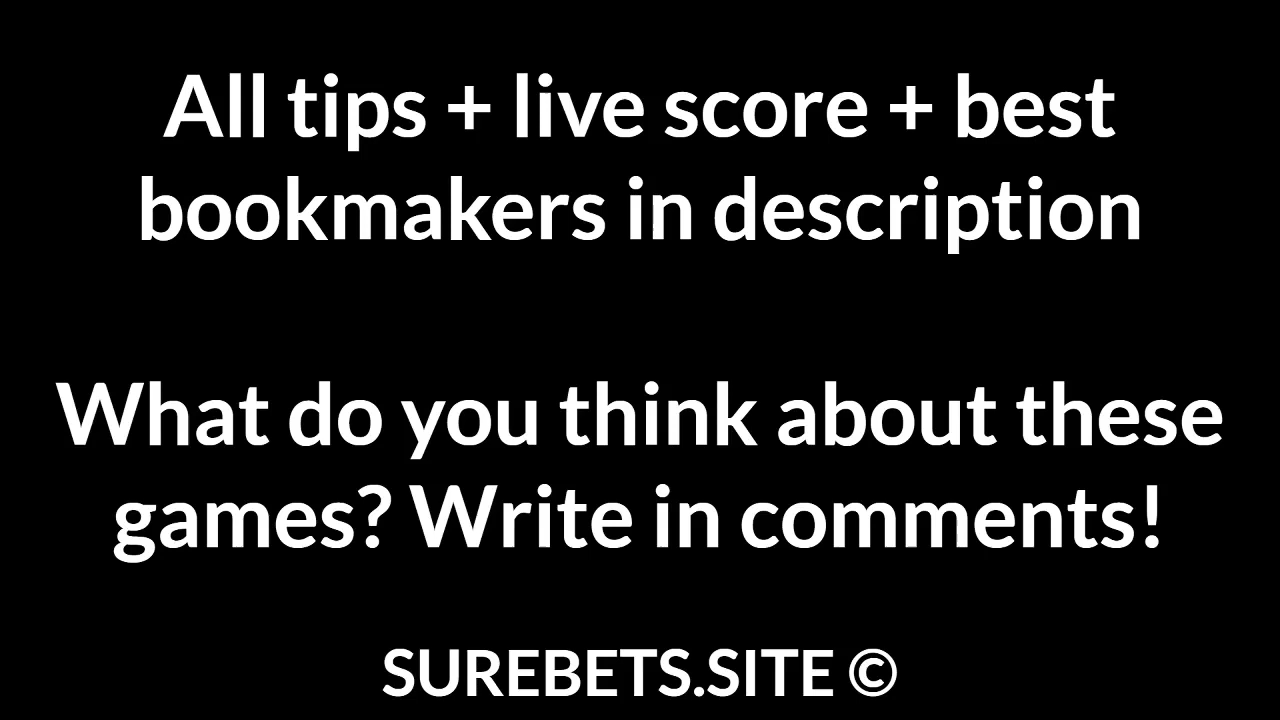 All tips + live score + best
bookmakers in description
What do you think about these
games? Write in comments!
SUREBETS.SITE ©